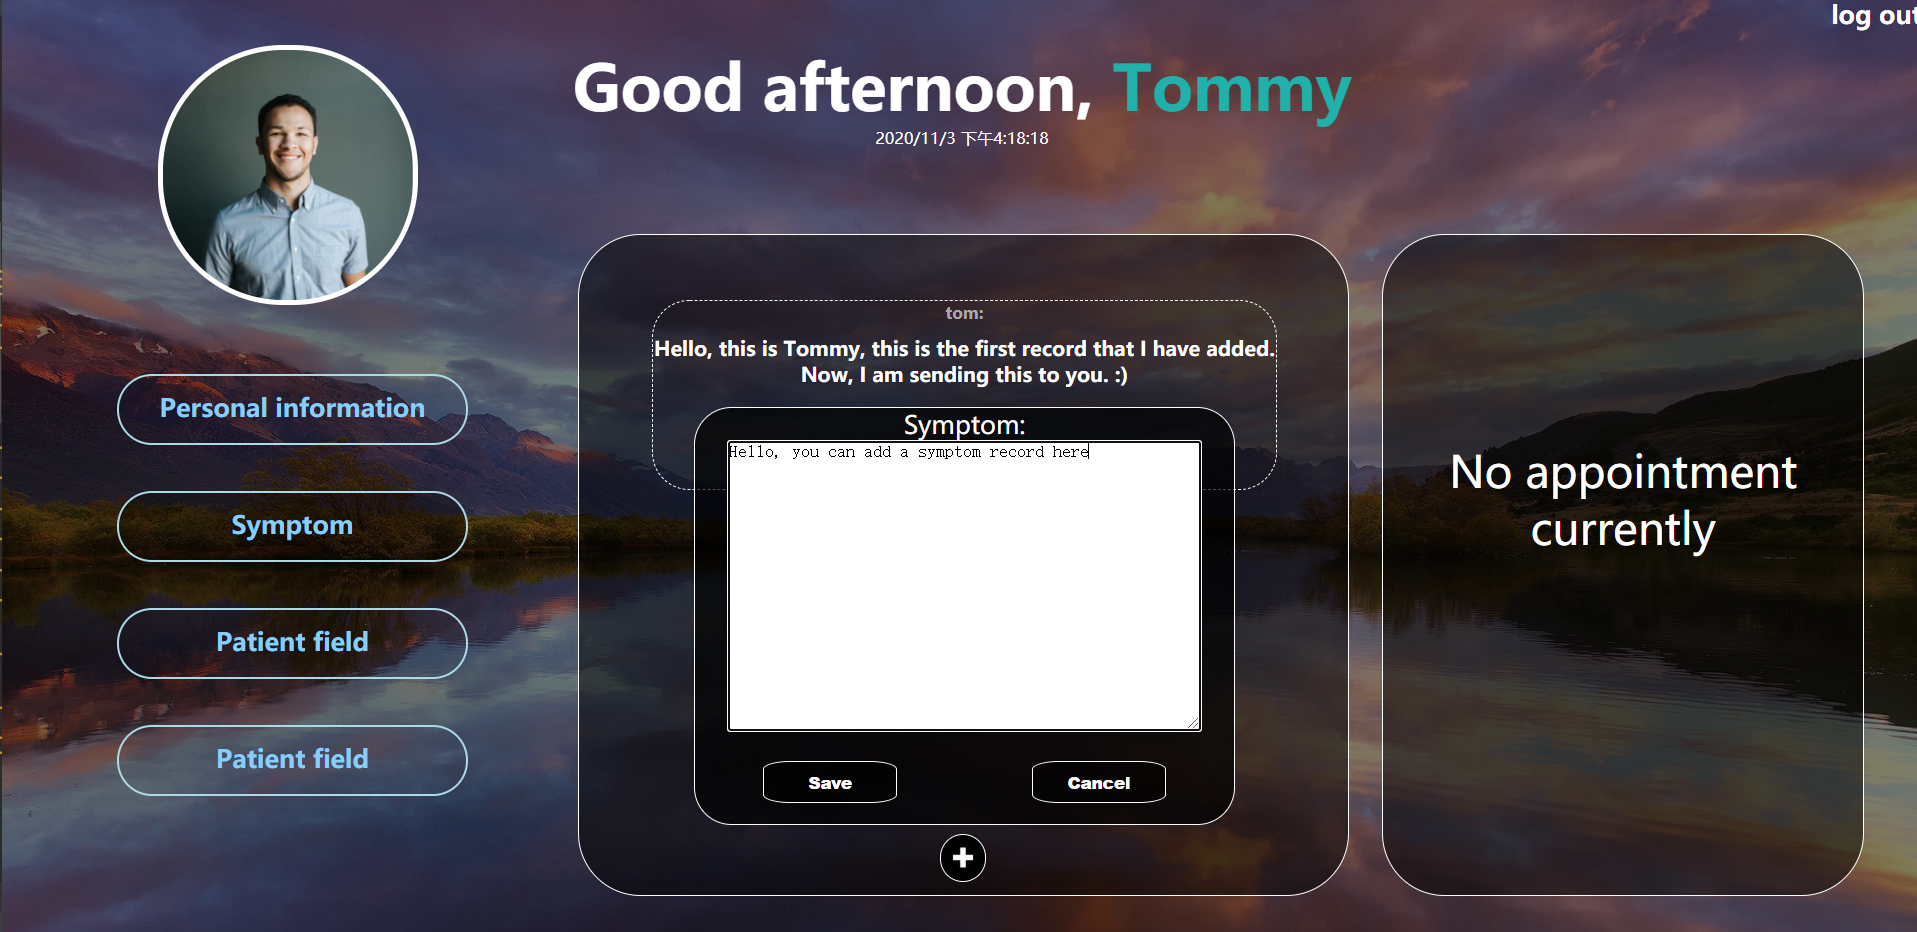 log out
Good afternoon, Tommy
2020/11/3 下午4:18:18
Personal information
Symptom
Patient field
Patient field
tom:
Hello, this is Tommy, this is the first record that I have added.
Now, I am sending this to you. :)
Symptom:
Hello, you can add a symptom record here
Save
Cancel
No appointment
currently